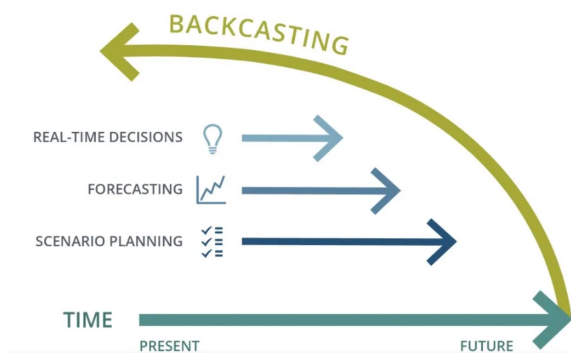 BACKCASTING
REAL-TIME DECISIONS
FORECASTING
SCENARIO PLANNING
TIME
PRESENT
FUTURE